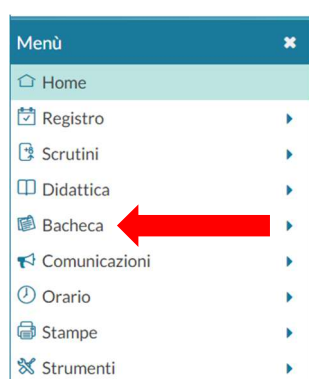 Menù
Home
Registro
Scrutini
Didattica
Bacheca
Comunicazioni
Orario
Stampe
Strumenti